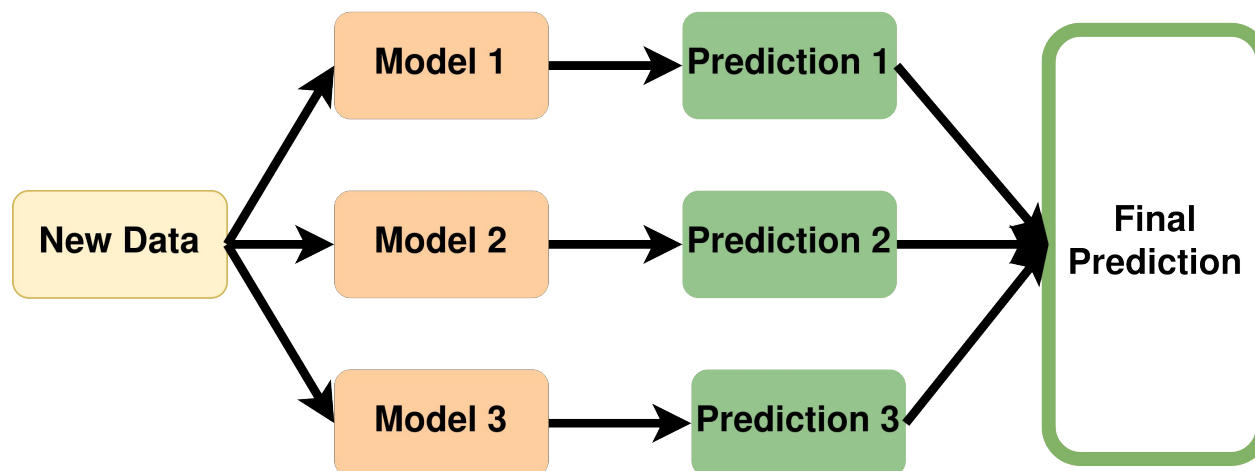 Model 1
Prediction 1
New Data
Model 2
Prediction 2
Final
Prediction
Model 3
Prediction 3